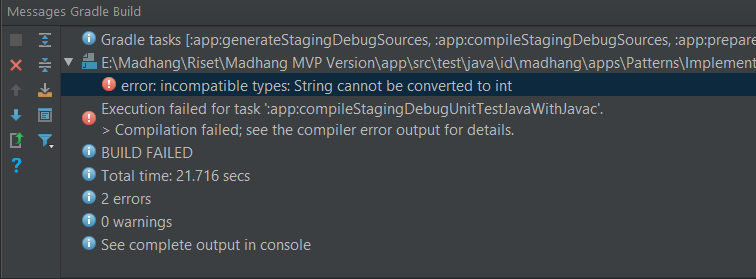 Messages Gradle Build
Gradle tasks [:app:generateStagingDebugSources, :app:compileStagingDebugSources, :app:prepare
E:\Madhang\Riset\Madhang MVP Version\app\src\test\java\id\madhang\apps\Patterns\Implement
error: incompatible types: String cannot be converted to int
Execution failed for task ':app:compileStagingDebugUnitTestJavaWithJavac'.
> Compilation failed; see the compiler error output for details.
BUILD FAILED
Total time: 21.716 secs
2 errors
0 warnings
See complete output in console